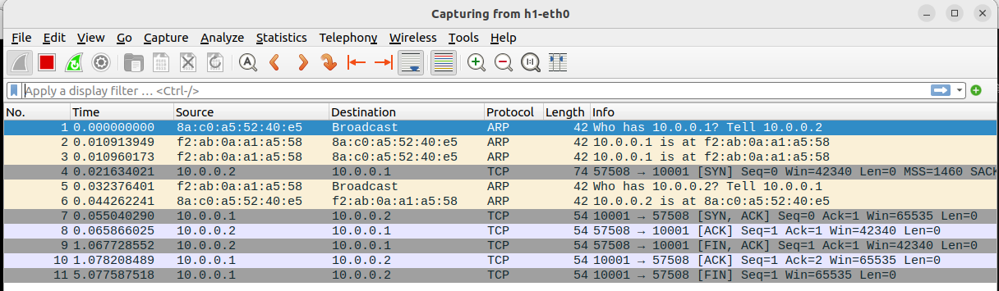 Capturing from h1-eth0
File Edit View Go Capture Analyze Statistics Telephony Wireless Tools Help
Apply a display filter … <Ctrl-/>
No. Time Source Destination Protocol Length Info
1 0.000000000 8a:c0:a5:52:40:e5 Broadcast ARP 42 Who has 10.0.0.1? Tell 10.0.0.2
2 0.010913949 f2:ab:0a:a1:a5:58 8a:c0:a5:52:40:e5 ARP 42 10.0.0.1 is at f2:ab:0a:a1:a5:58
3 0.010960173 f2:ab:0a:a1:a5:58 8a:c0:a5:52:40:e5 ARP 42 10.0.0.1 is at f2:ab:0a:a1:a5:58
4 0.021634021 10.0.0.2 10.0.0.1 TCP 74 57508 → 10001 [SYN] Seq=0 Win=42340 Len=0 MSS=1460 SACK
5 0.032376401 f2:ab:0a:a1:a5:58 Broadcast ARP 42 Who has 10.0.0.2? Tell 10.0.0.1
6 0.044262241 8a:c0:a5:52:40:e5 f2:ab:0a:a1:a5:58 ARP 42 10.0.0.2 is at 8a:c0:a5:52:40:e5
7 0.055040290 10.0.0.1 10.0.0.2 TCP 54 10001 → 57508 [SYN, ACK] Seq=0 Ack=1 Win=65535 Len=0
8 0.065866025 10.0.0.2 10.0.0.1 TCP 54 57508 → 10001 [ACK] Seq=1 Ack=1 Win=42340 Len=0
9 1.067728552 10.0.0.2 10.0.0.1 TCP 54 57508 → 10001 [FIN, ACK] Seq=1 Ack=1 Win=42340 Len=0
10 1.078208489 10.0.0.1 10.0.0.2 TCP 54 10001 → 57508 [ACK] Seq=1 Ack=2 Win=65535 Len=0
11 5.077587518 10.0.0.1 10.0.0.2 TCP 54 10001 → 57508 [FIN] Seq=1 Win=65535 Len=0